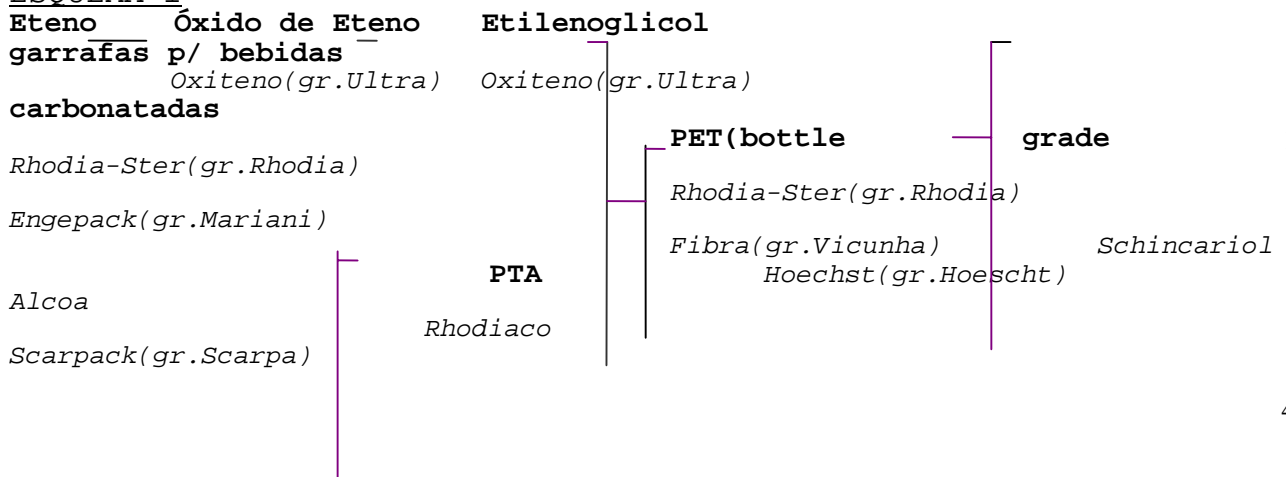 Eteno Óxido de Eteno Etilenoglicol
garrafas p/ bebidas
Oxiteno(gr.Ultra) Oxiteno(gr.Ultra)
carbonatadas
PET(bottle grade
Rhodia-Ster(gr.Rhodia)
Rhodia-Ster(gr.Rhodia)
Engepack(gr.Mariani)
Fibra(gr.Vicunha) Schincariol
PTA Hoechst(gr.Hoescht)
Alcoa
Rhodiaco
Scarpack(gr.Scarpa)